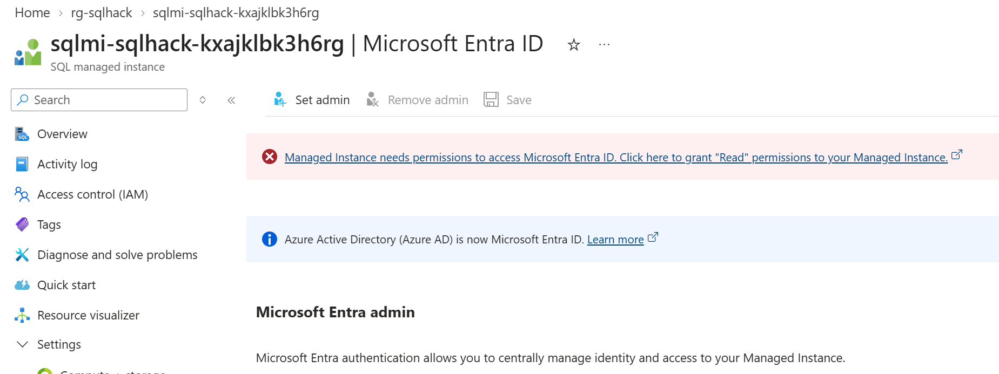 Home > rg-sqlhack > sqlmi-sqlhack-kxajklbk3h6rg
sqlmi-sqlhack-kxajklbk3h6rg | Microsoft Entra ID
SQL managed instance
Search
Set admin Remove admin Save
Overview
Managed Instance needs permissions to access Microsoft Entra ID. Click here to grant "Read" permissions to your Managed Instance.
Activity log
Access control (IAM)
Tags
Azure Active Directory (Azure AD) is now Microsoft Entra ID. Learn more
Diagnose and solve problems
Quick start
Resource visualizer
Microsoft Entra admin
Settings
Microsoft Entra authentication allows you to centrally manage identity and access to your Managed Instance.
Compute + storage